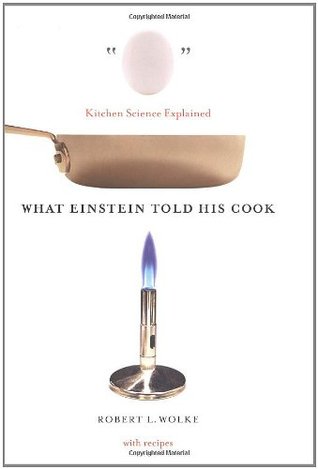 Copyrighted Material
“ ”
Kitchen Science Explained
WHAT EINSTEIN TOLD HIS COOK
ROBERT L. WOLKE
with recipes
Copyrighted Material